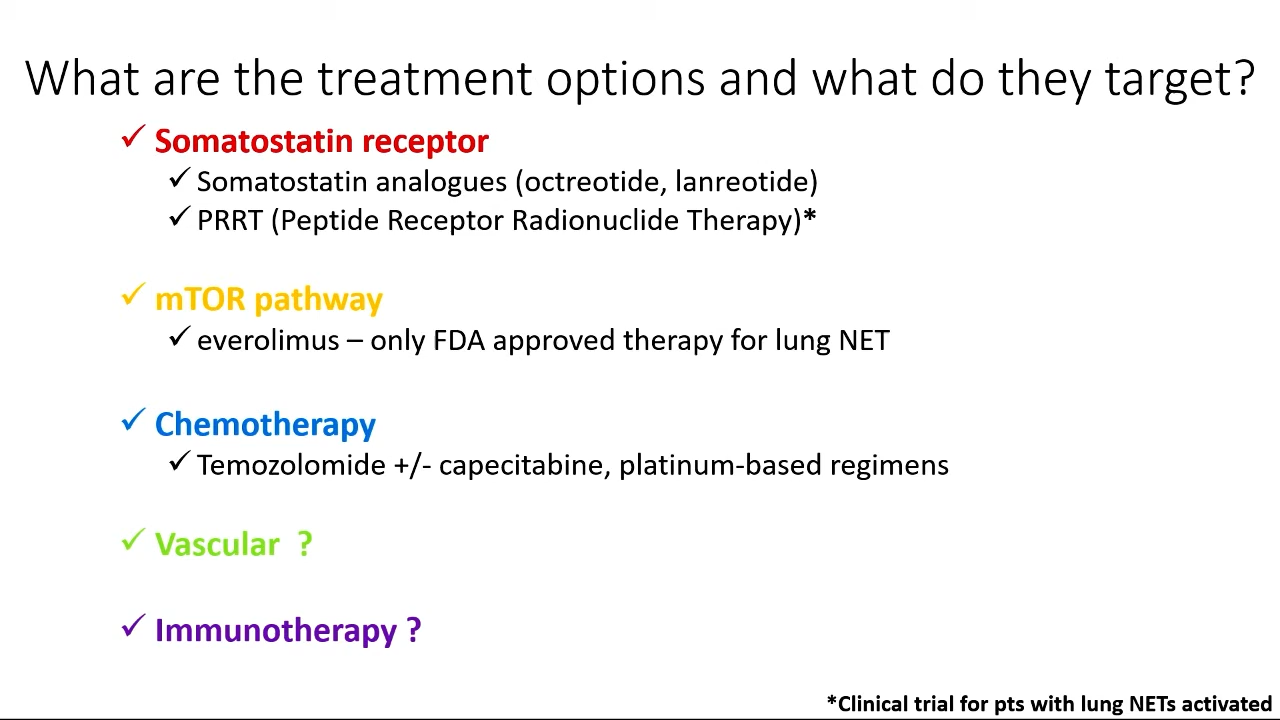 What are the treatment options and what do they target?
✓ Somatostatin receptor
✓ Somatostatin analogues (octreotide, lanreotide)
✓ PRRT (Peptide Receptor Radionuclide Therapy)*
✓ mTOR pathway
✓ everolimus – only FDA approved therapy for lung NET
✓ Chemotherapy
✓ Temozolomide +/- capecitabine, platinum-based regimens
✓ Vascular ?
✓ Immunotherapy ?
*Clinical trial for pts with lung NETs activated